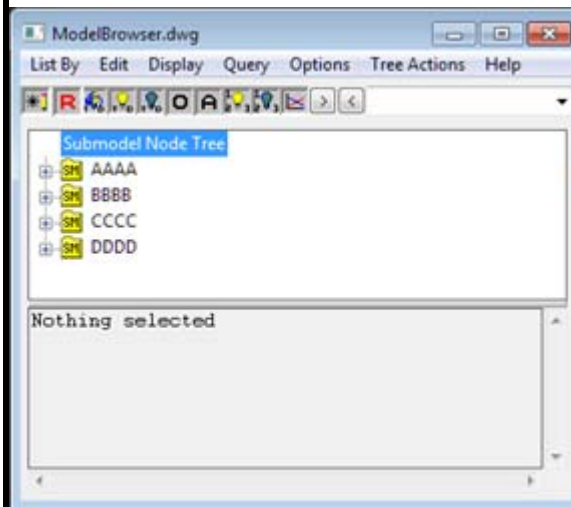 ModelBrowser.dwg
List By Edit Display Query Options Tree Actions Help
R O A > <
Submodel Node Tree
SM AAAA
SM BBBB
SM CCCC
SM DDDD
Nothing selected